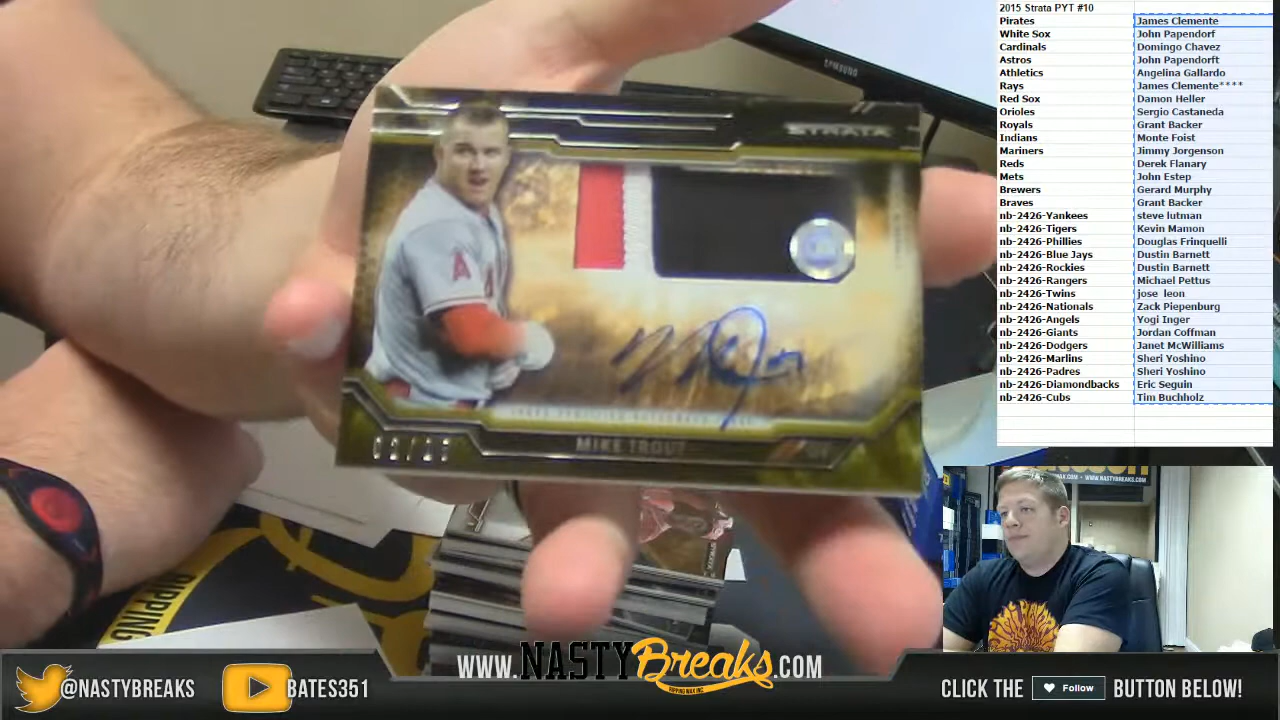 2015 Strata PYT #10
Pirates James Clemente
White Sox John Papendorf
Cardinals Domingo Chavez
Astros John Papendorft
Athletics Angelina Gallardo
Rays James Clemente****
Red Sox Damon Heller
Orioles Sergio Castaneda
Royals Grant Backer
Indians Monte Foist
Mariners Jimmy Jorgenson
Reds Derek Flanary
Mets John Estep
Brewers Gerard Murphy
Braves Grant Backer
nb-2426-Yankees steve lutman
nb-2426-Tigers Kevin Mamon
nb-2426-Phillies Douglas Frinquelli
nb-2426-Blue Jays Dustin Barnett
nb-2426-Rockies Dustin Barnett
nb-2426-Rangers Michael Pettus
nb-2426-Twins jose leon
nb-2426-Nationals Zack Piepenburg
nb-2426-Angels Yogi Inger
nb-2426-Giants Jordan Coffman
nb-2426-Dodgers Janet McWilliams
nb-2426-Marlins Sheri Yoshino
nb-2426-Padres Sheri Yoshino
nb-2426-Diamondbacks Eric Seguin
nb-2426-Cubs Tim Buchholz
SAMSUNG
STRATA
A
MIKE TROUT
RIPPING
WWW.NASTYBreaks.COM
RIPPING WAX INC
@NASTYBREAKS
BATES351
CLICK THE Follow BUTTON BELOW!